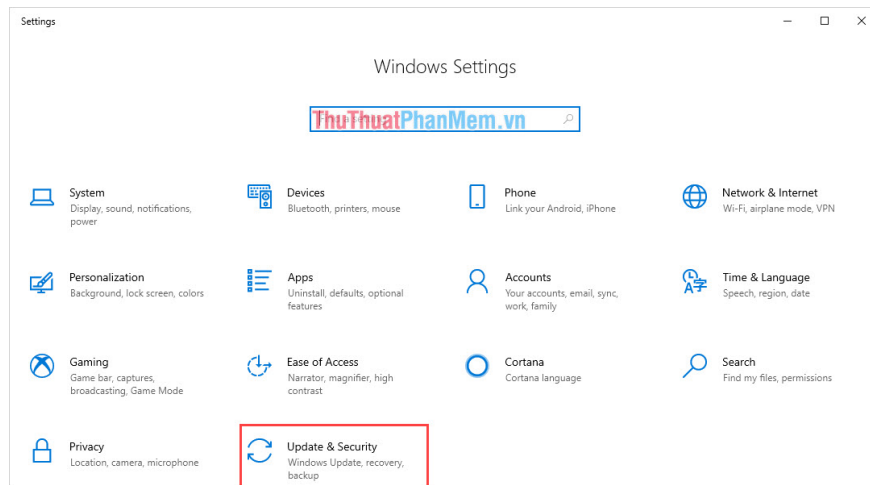 Settings
Windows Settings
ThuThuatPhanMem.vn
System
Display, sound, notifications,
power
Devices
Bluetooth, printers, mouse
Phone
Link your Android, iPhone
Network & Internet
Wi-Fi, airplane mode, VPN
Personalization
Background, lock screen, colors
Apps
Uninstall, defaults, optional
features
Accounts
Your accounts, email, sync,
work, family
Time & Language
Speech, region, date
Gaming
Game bar, captures,
broadcasting, Game Mode
Ease of Access
Narrator, magnifier, high
contrast
Cortana
Cortana language
Search
Find my files, permissions
Privacy
Location, camera, microphone
Update & Security
Windows Update, recovery,
backup